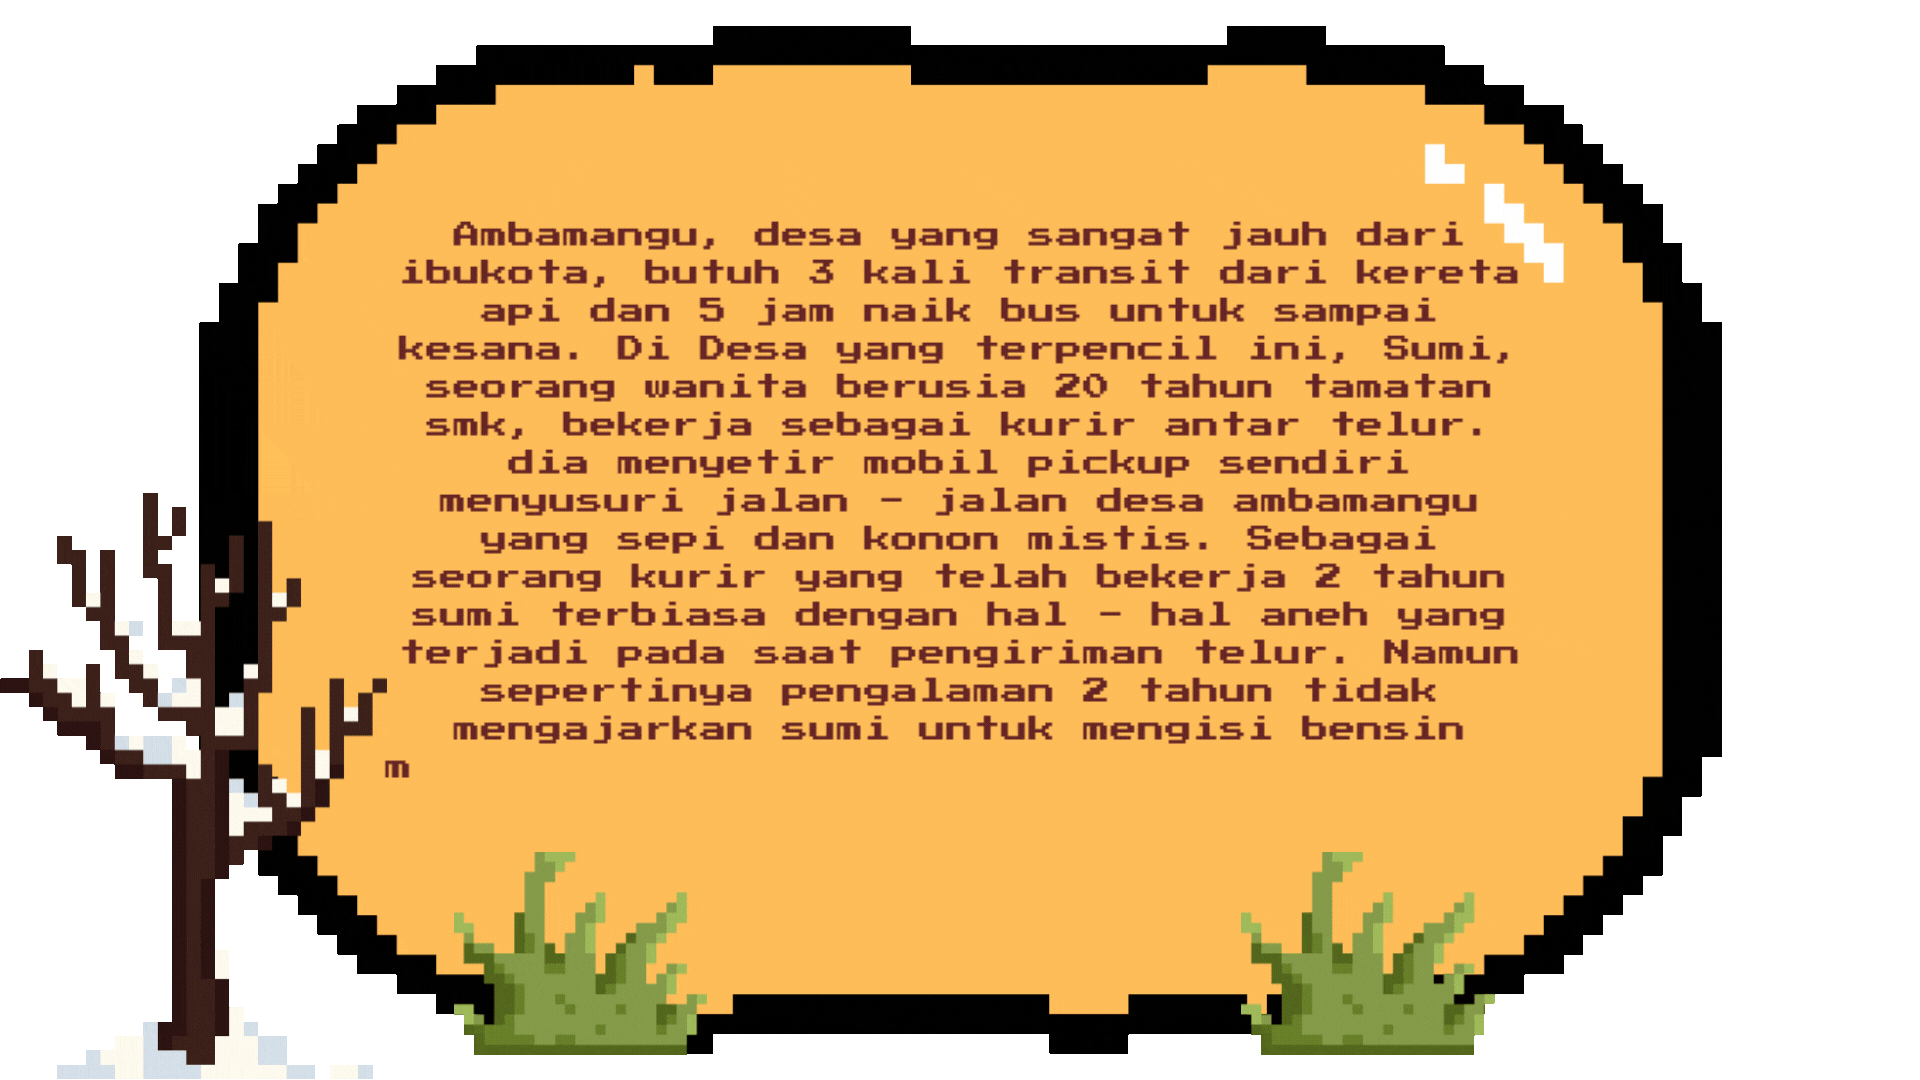 Ambamangu, desa yang sangat jauh dari
ibukota, butuh 3 kali transit dari kereta
api dan 5 jam naik bus untuk sampai
kesana. Di Desa yang terpencil ini, Sumi,
seorang wanita berusia 20 tahun tamatan
smk, bekerja sebagai kurir antar telur.
dia menyetir mobil pickup sendiri
menyusuri jalan - jalan desa ambamangu
yang sepi dan konon mistis. Sebagai
seorang kurir yang telah bekerja 2 tahun
sumi terbiasa dengan hal - hal aneh yang
terjadi pada saat pengiriman telur. Namun
sepertinya pengalaman 2 tahun tidak
mengajarkan sumi untuk mengisi bensin
m